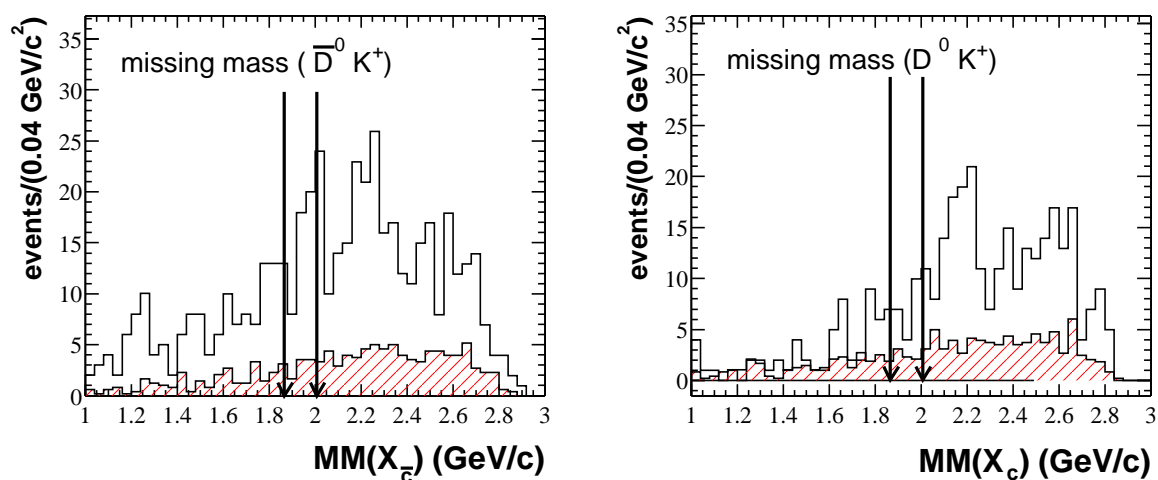 events/(0.04 GeV/c²)
35
30
25
20
15
10
5
0
missing mass ( D̅⁰ K⁺)
1 1.2 1.4 1.6 1.8 2 2.2 2.4 2.6 2.8 3
MM(X_c̅) (GeV/c)
events/(0.04 GeV/c²)
35
30
25
20
15
10
5
0
missing mass (D ⁰ K⁺)
1 1.2 1.4 1.6 1.8 2 2.2 2.4 2.6 2.8 3
MM(X_c) (GeV/c)